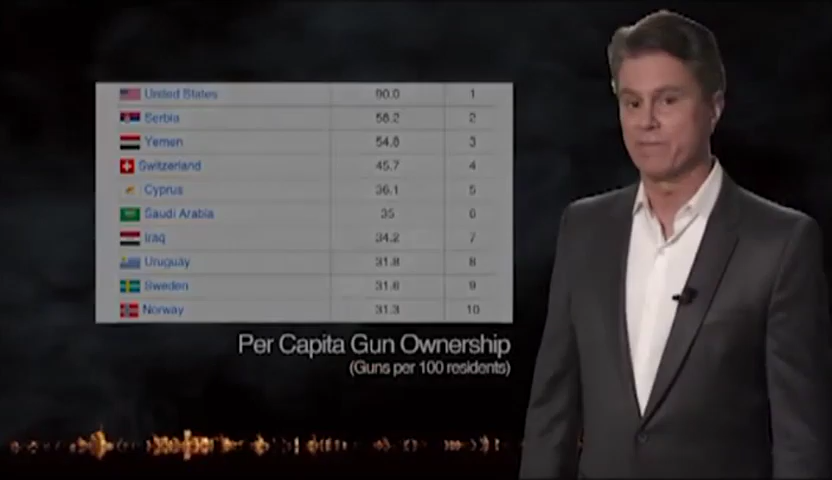 United States 90.0 1
Serbia 58.2 2
Yemen 54.8 3
Switzerland 45.7 4
Cyprus 36.1 5
Saudi Arabia 35 6
Iraq 34.2 7
Uruguay 31.8 8
Sweden 31.6 9
Norway 31.3 10
Per Capita Gun Ownership
(Guns per 100 residents)